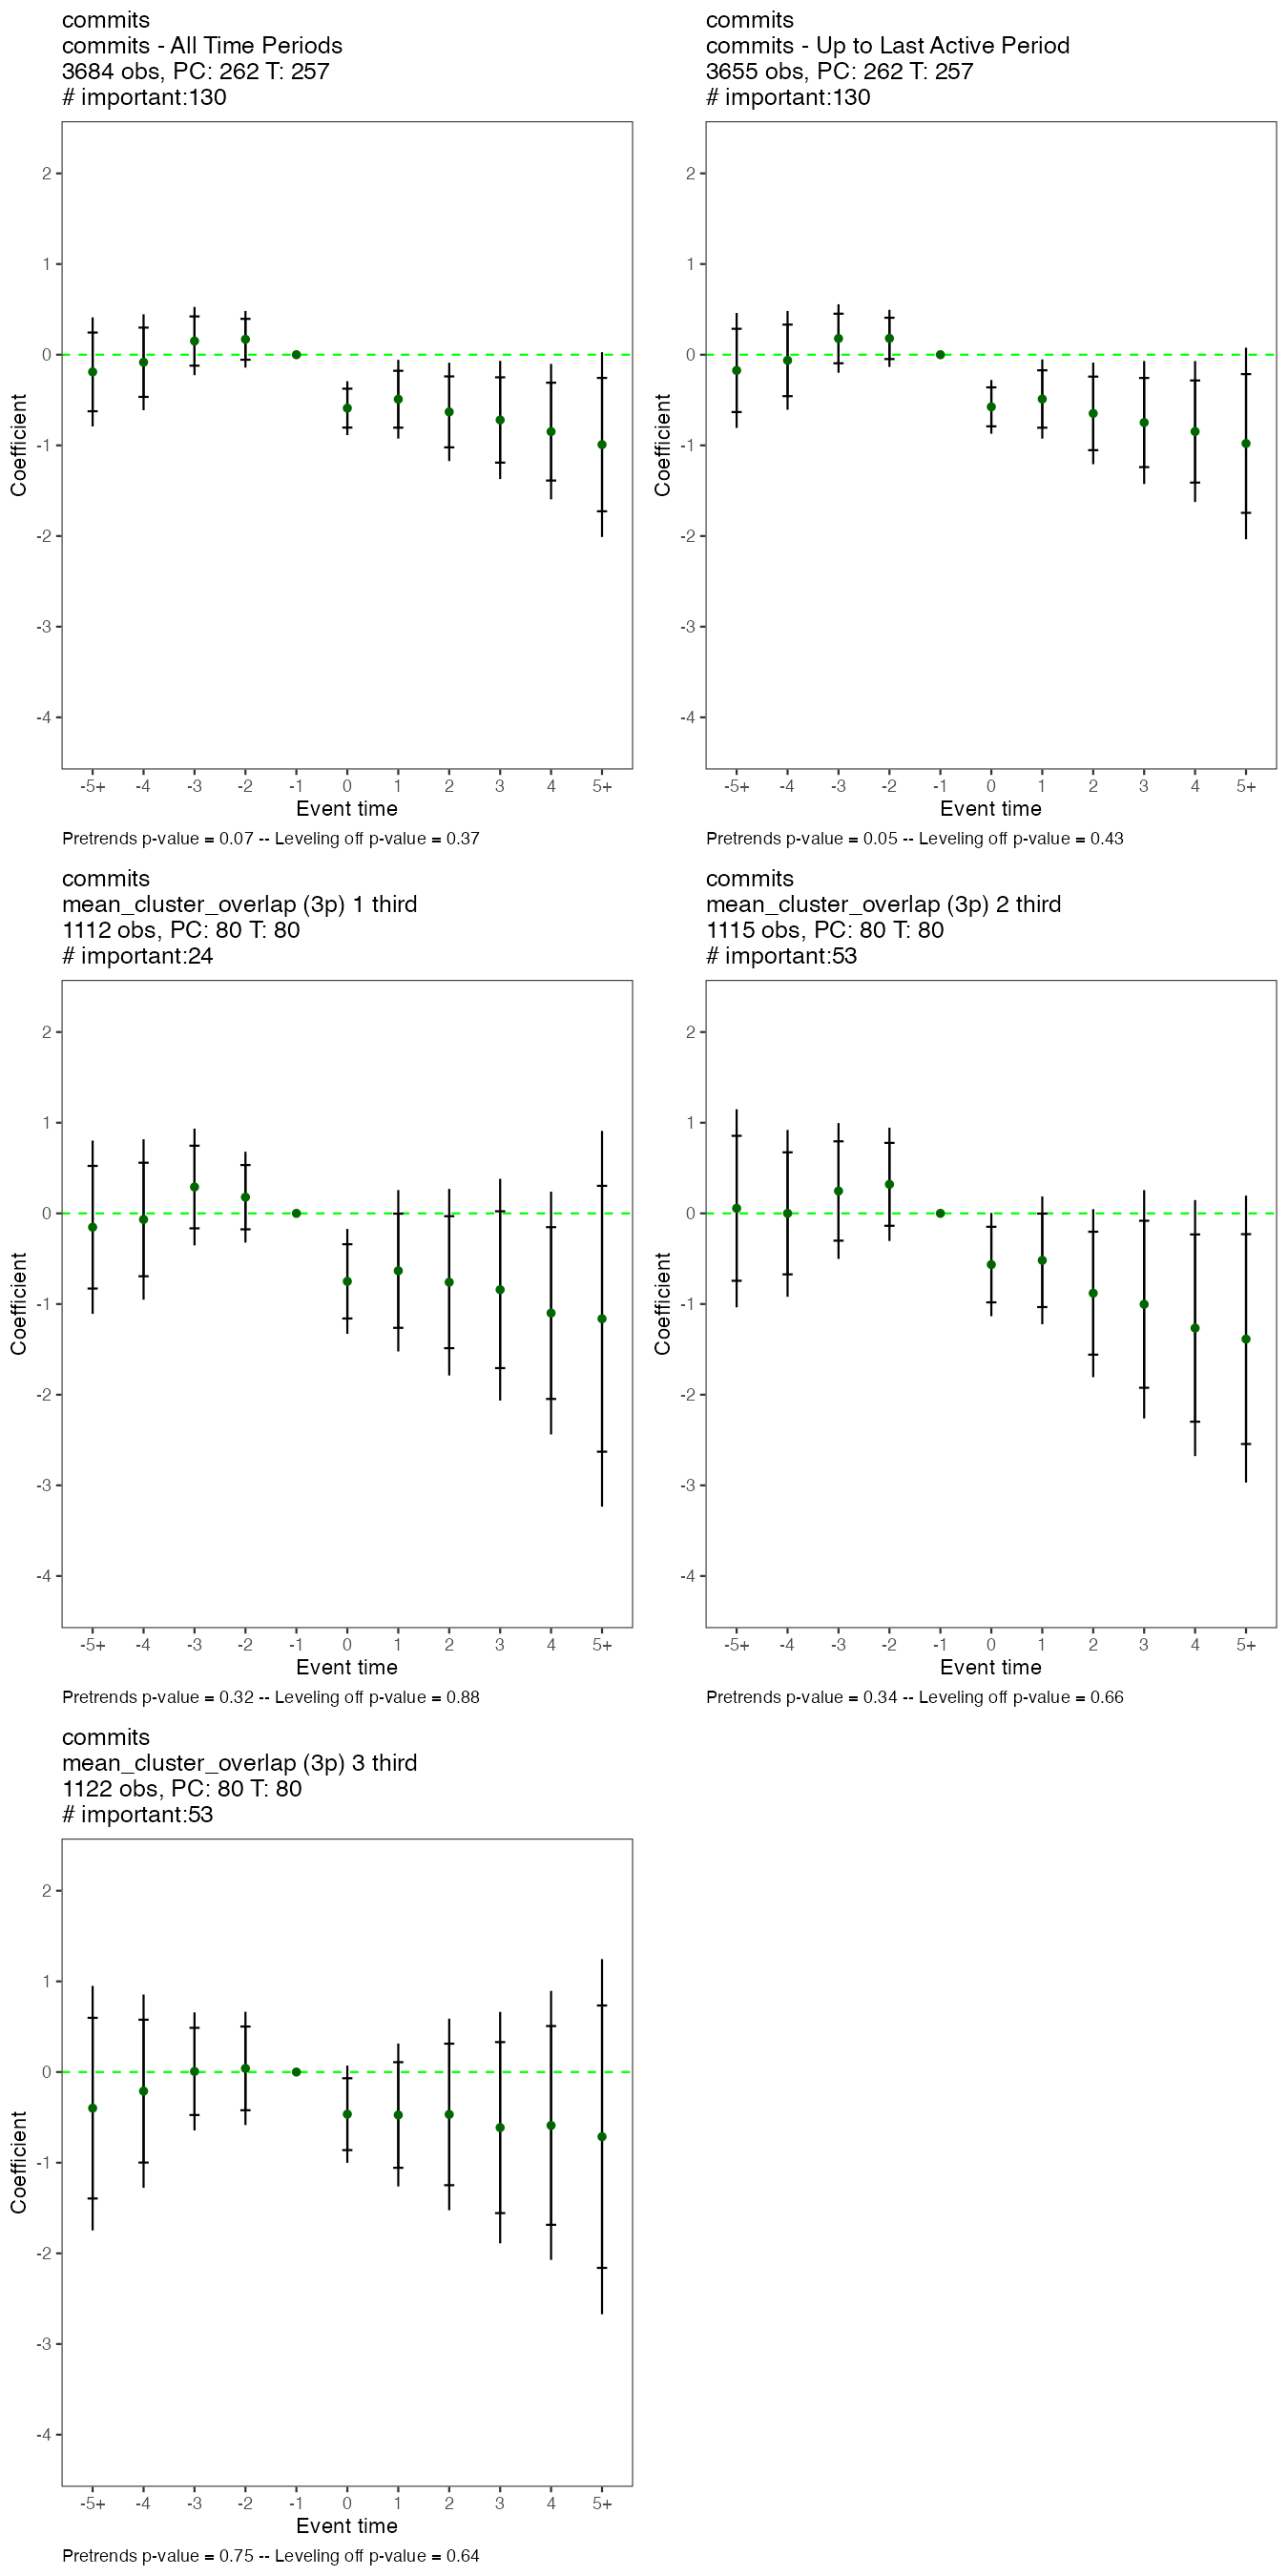 commits
commits - All Time Periods
3684 obs, PC: 262 T: 257
# important:130
2
1
0
-1
-2
-3
-4
Coefficient
-5+ -4 -3 -2 -1 0 1 2 3 4 5+
Event time
Pretrends p-value = 0.07 -- Leveling off p-value = 0.37
commits
commits - Up to Last Active Period
3655 obs, PC: 262 T: 257
# important:130
2
1
0
-1
-2
-3
-4
Coefficient
-5+ -4 -3 -2 -1 0 1 2 3 4 5+
Event time
Pretrends p-value = 0.05 -- Leveling off p-value = 0.43
commits
mean_cluster_overlap (3p) 1 third
1112 obs, PC: 80 T: 80
# important:24
2
1
0
-1
-2
-3
-4
Coefficient
-5+ -4 -3 -2 -1 0 1 2 3 4 5+
Event time
Pretrends p-value = 0.32 -- Leveling off p-value = 0.88
commits
mean_cluster_overlap (3p) 2 third
1115 obs, PC: 80 T: 80
# important:53
2
1
0
-1
-2
-3
-4
Coefficient
-5+ -4 -3 -2 -1 0 1 2 3 4 5+
Event time
Pretrends p-value = 0.34 -- Leveling off p-value = 0.66
commits
mean_cluster_overlap (3p) 3 third
1122 obs, PC: 80 T: 80
# important:53
2
1
0
-1
-2
-3
-4
Coefficient
-5+ -4 -3 -2 -1 0 1 2 3 4 5+
Event time
Pretrends p-value = 0.75 -- Leveling off p-value = 0.64